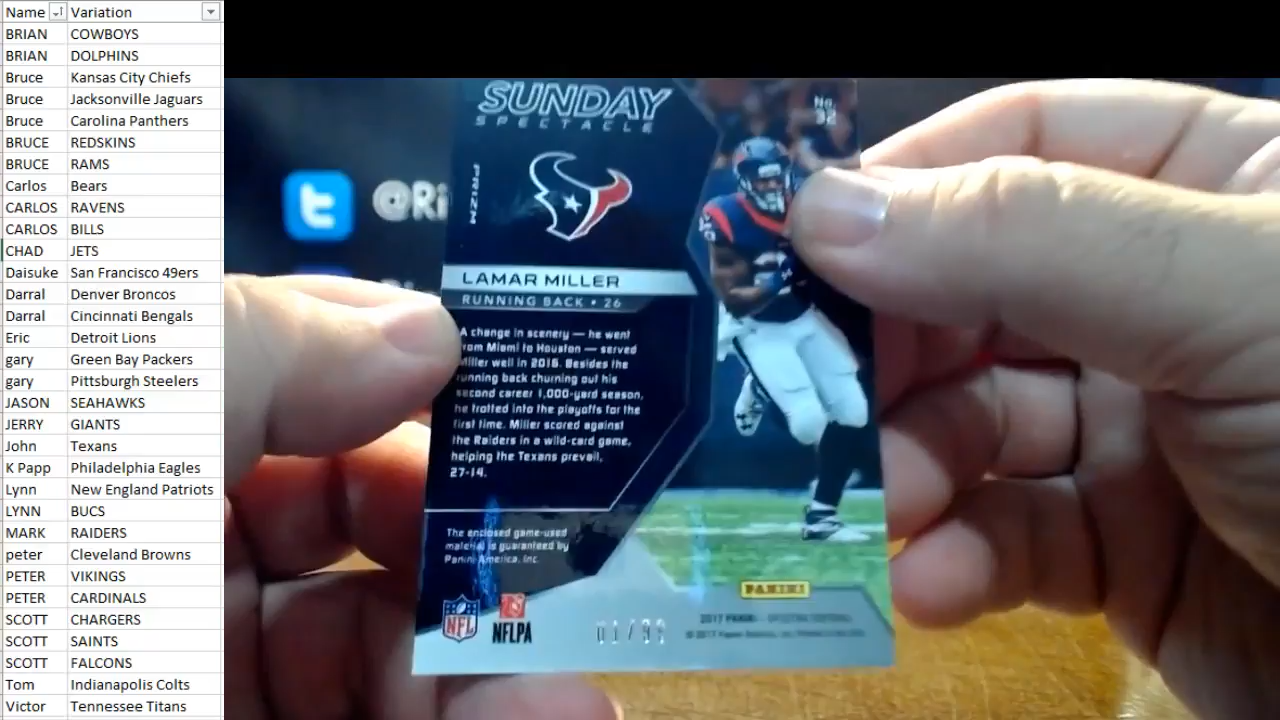 Name Variation
BRIAN COWBOYS
BRIAN DOLPHINS
Bruce Kansas City Chiefs
Bruce Jacksonville Jaguars
Bruce Carolina Panthers
BRUCE REDSKINS
BRUCE RAMS
Carlos Bears
CARLOS RAVENS
CARLOS BILLS
CHAD JETS
Daisuke San Francisco 49ers
Darral Denver Broncos
Darral Cincinnati Bengals
Eric Detroit Lions
gary Green Bay Packers
gary Pittsburgh Steelers
JASON SEAHAWKS
JERRY GIANTS
John Texans
K Papp Philadelphia Eagles
Lynn New England Patriots
LYNN BUCS
MARK RAIDERS
peter Cleveland Browns
PETER VIKINGS
PETER CARDINALS
SCOTT CHARGERS
SCOTT SAINTS
SCOTT FALCONS
Tom Indianapolis Colts
Victor Tennessee Titans
@Ri
SUNDAY
SPECTACLE
PRIZM
No.
32
LAMAR MILLER
RUNNING BACK • 26
A change in scenery — he went
from Miami to Houston — served
Miller well in 2016. Besides the
running back churning out his
second career 1,000-yard season,
he trotted into the playoffs for the
first time. Miller scored against
the Raiders in a wild-card game,
helping the Texans prevail,
27-14.
The enclosed game-used
material is guaranteed by
Panini America, Inc.
NFL
NFLPA
01/99
PANINI
2017 PANINI
© 2017 Panini